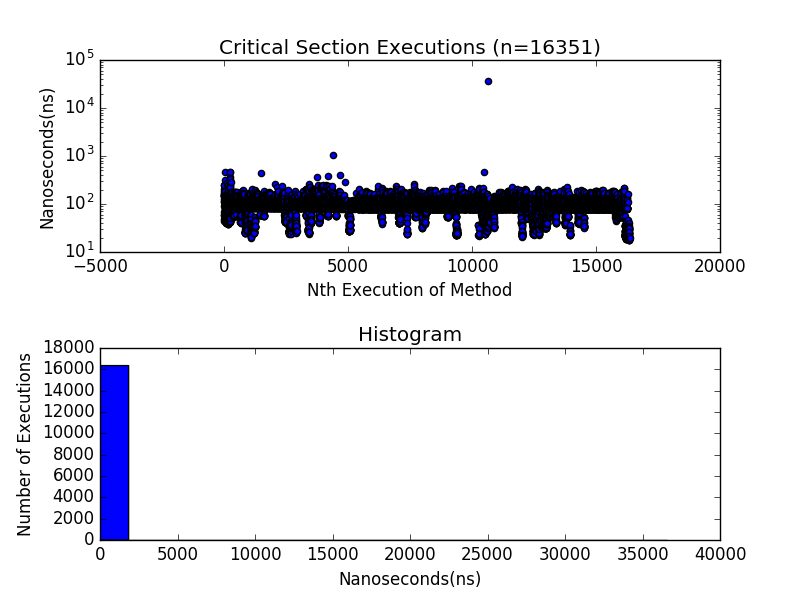 Critical Section Executions (n=16351)
10^5
10^4
10^3
10^2
10^1
Nanoseconds(ns)
−5000 0 5000 10000 15000 20000
Nth Execution of Method
Histogram
18000
16000
14000
12000
10000
8000
6000
4000
2000
0
Number of Executions
0 5000 10000 15000 20000 25000 30000 35000 40000
Nanoseconds(ns)